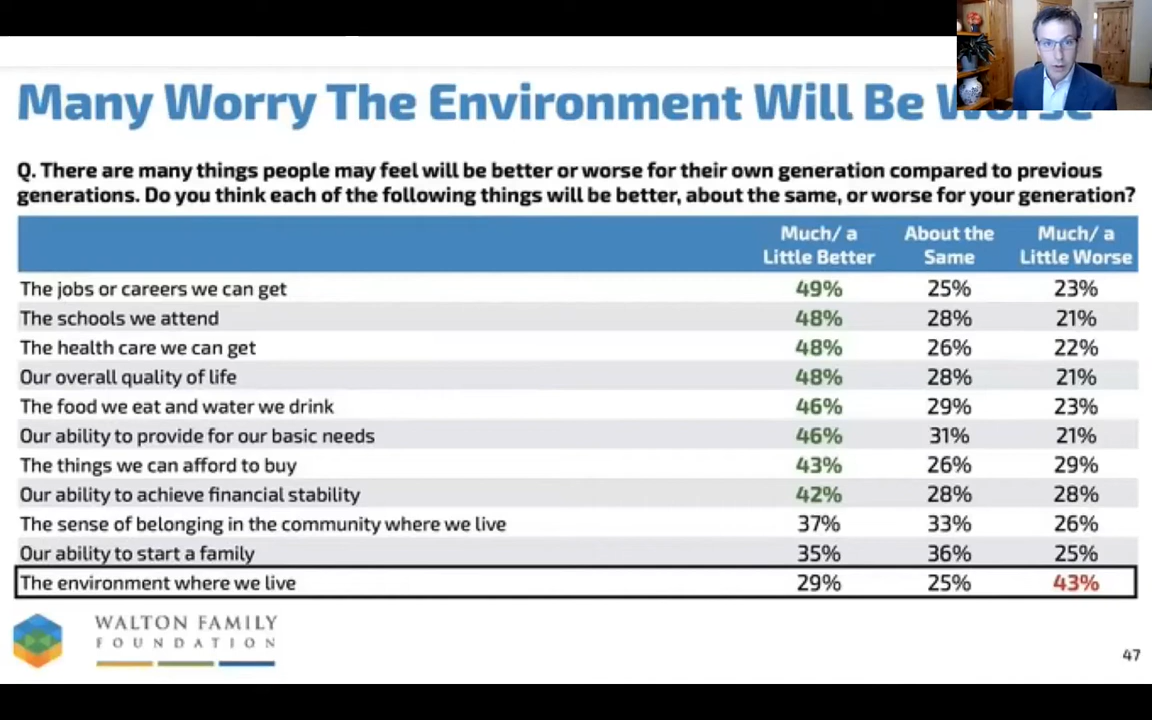 Many Worry The Environment Will Be Worse
Q. There are many things people may feel will be better or worse for their own generation compared to previous
generations. Do you think each of the following things will be better, about the same, or worse for your generation?
Much/ a Little Better About the Same Much/ a Little Worse
The jobs or careers we can get 49% 25% 23%
The schools we attend 48% 28% 21%
The health care we can get 48% 26% 22%
Our overall quality of life 48% 28% 21%
The food we eat and water we drink 46% 29% 23%
Our ability to provide for our basic needs 46% 31% 21%
The things we can afford to buy 43% 26% 29%
Our ability to achieve financial stability 42% 28% 28%
The sense of belonging in the community where we live 37% 33% 26%
Our ability to start a family 35% 36% 25%
The environment where we live 29% 25% 43%
WALTON FAMILY
FOUNDATION
47